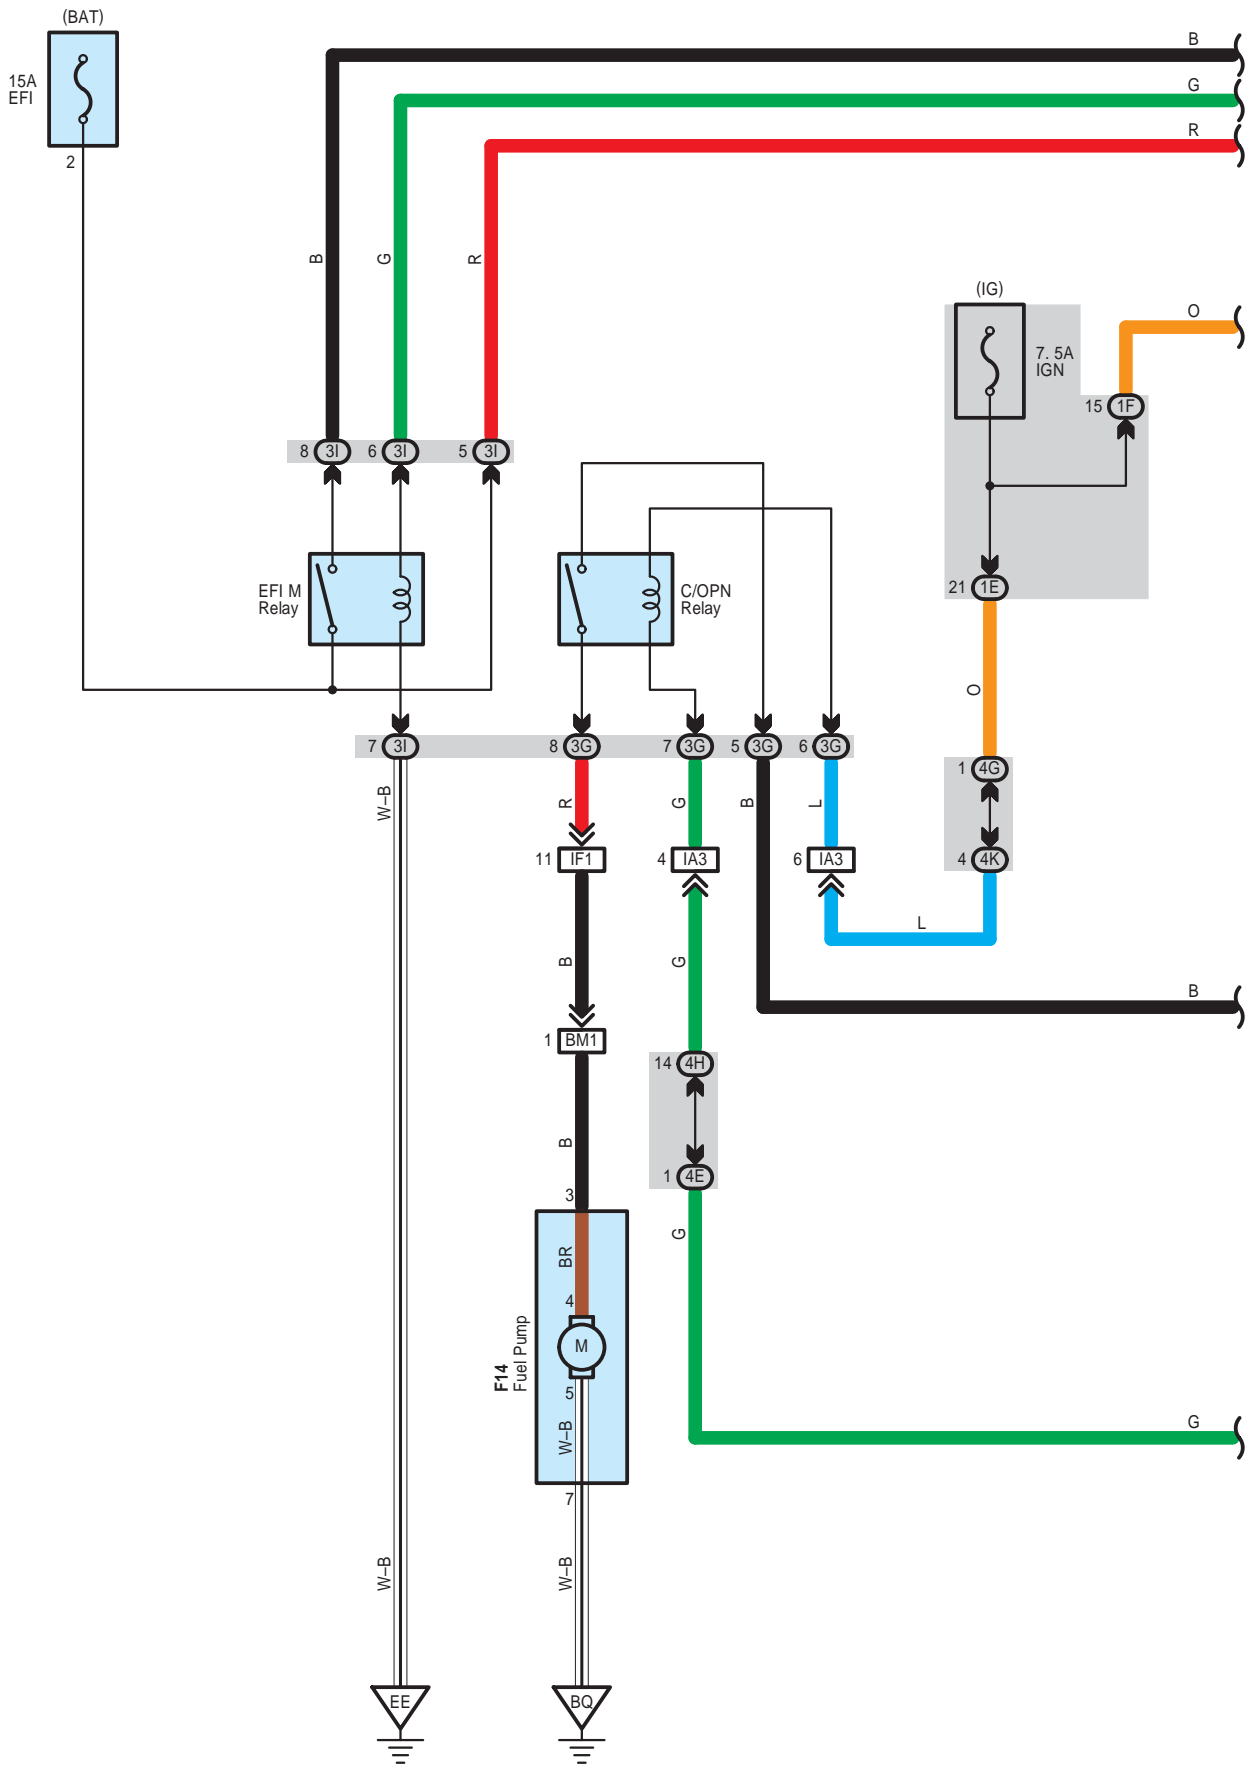 (BAT)
15A
EFI
2
B
G
R
B
G
R
(IG)
7. 5A
IGN
O
15 1F
8 3I 6 3I 5 3I
EFI M
Relay
C/OPN
Relay
21 1E
O
7 3I 8 3G 7 3G 5 3G 6 3G
1 4G
W–B
R
G
B
L
11 IF1 4 IA3 6 IA3 4 4K
L
B
G
B
1 BM1
14 4H
B
1 4E
3
G
BR
4
M
F14
Fuel Pump
5
W–B
G
7
W–B
W–B
EE
BQ